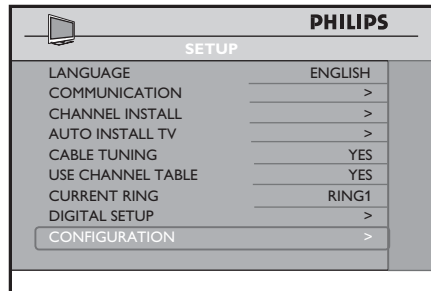 PHILIPS
SETUP
LANGUAGE ENGLISH
COMMUNICATION >
CHANNEL INSTALL >
AUTO INSTALL TV >
CABLE TUNING YES
USE CHANNEL TABLE YES
CURRENT RING RING1
DIGITAL SETUP >
CONFIGURATION >